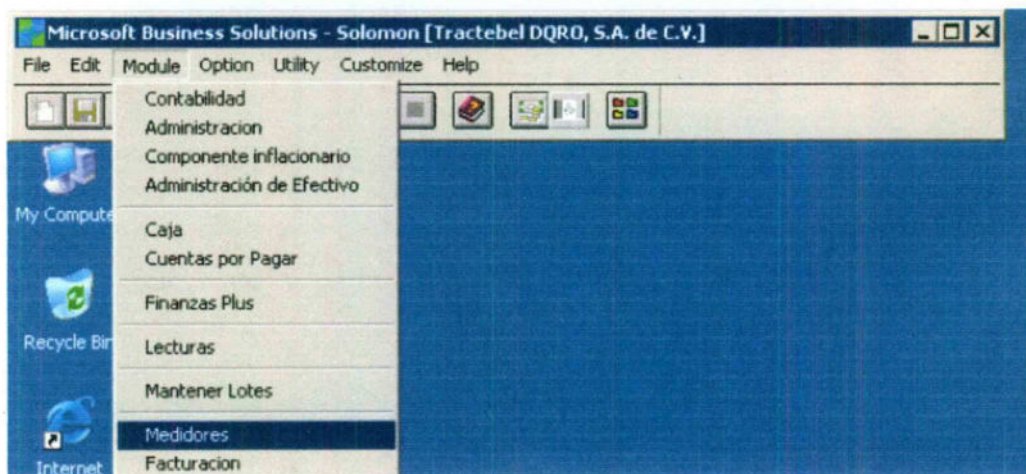 Microsoft Business Solutions - Solomon [Tractebel DQRO, S.A. de C.V.]
File Edit Module Option Utility Customize Help
Contabilidad
Administracion
Componente inflacionario
Administración de Efectivo
My Compute
Caja
Cuentas por Pagar
Finanzas Plus
Recycle Bin
Lecturas
Mantener Lotes
Medidores
Internet
Facturacion